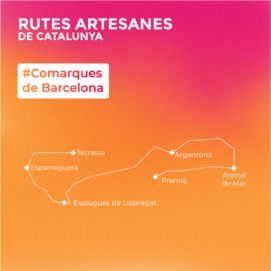 RUTES ARTESANES
DE CATALUNYA
#Comarques
de Barcelona
Terrassa
Argentona
Esparreguera
Premià
Arenys
de Mar
Esplugues de Llobregat